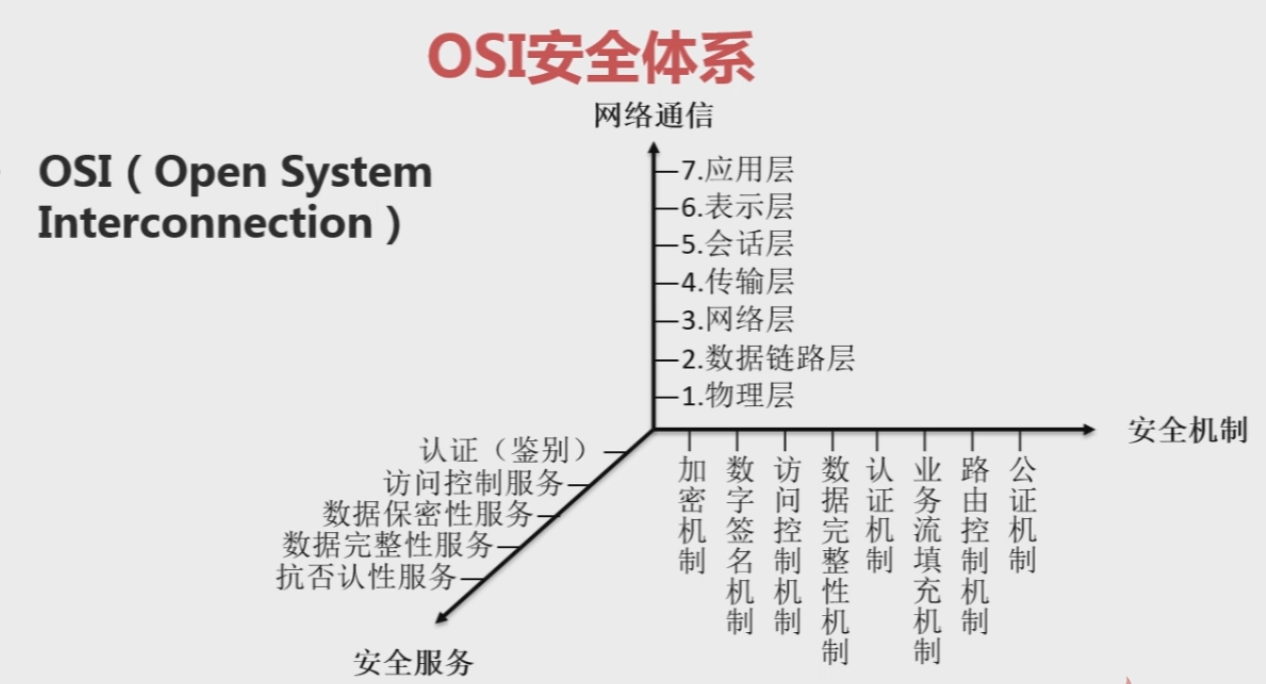 OSI安全体系
网络通信
OSI（Open System
Interconnection）
7.应用层
6.表示层
5.会话层
4.传输层
3.网络层
2.数据链路层
1.物理层
安全机制
加密机制
数字签名机制
访问控制机制
数据完整性机制
认证机制
业务流填充机制
路由控制机制
公证机制
认证（鉴别）
访问控制服务
数据保密性服务
数据完整性服务
抗否认性服务
安全服务